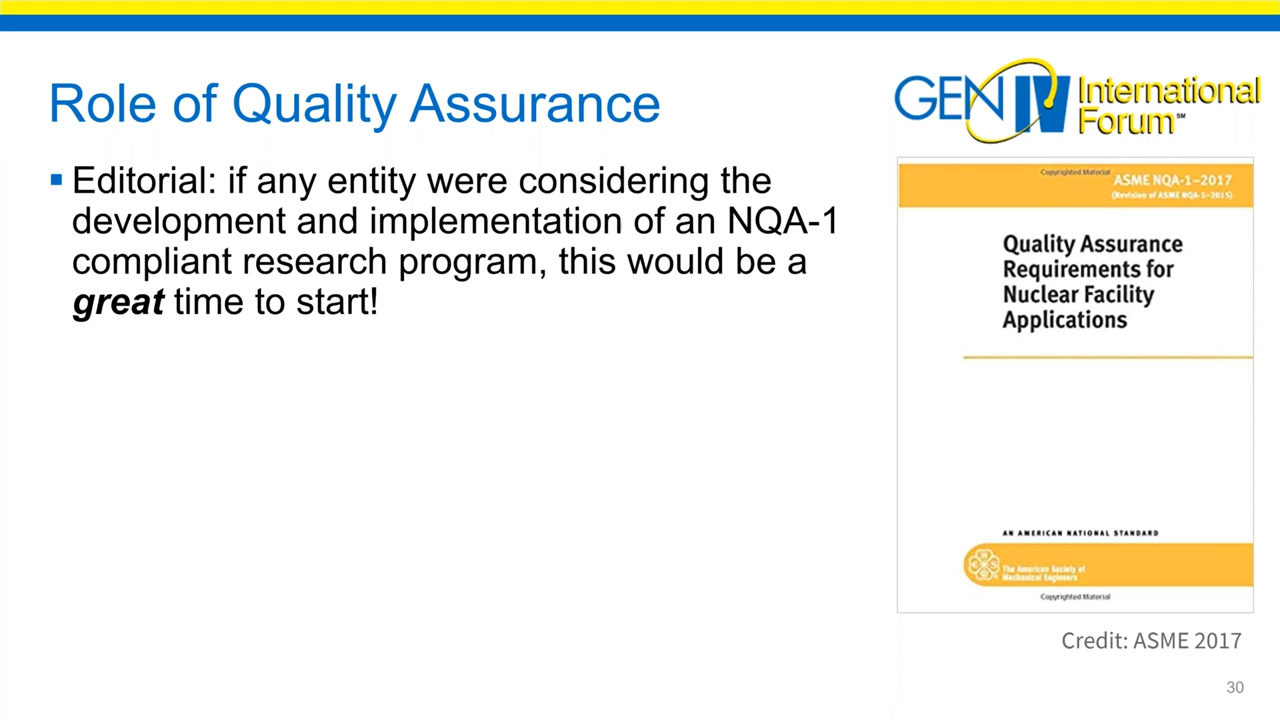 Role of Quality Assurance
GEN IV International
Forum℠
▪ Editorial: if any entity were considering the
development and implementation of an NQA-1
compliant research program, this would be a
great time to start!
Copyrighted Material
ASME NQA-1–2017
(Revision of ASME NQA-1–2015)
Quality Assurance
Requirements for
Nuclear Facility
Applications
AN AMERICAN NATIONAL STANDARD
The American Society of
Mechanical Engineers
Copyrighted Material
Credit: ASME 2017
30